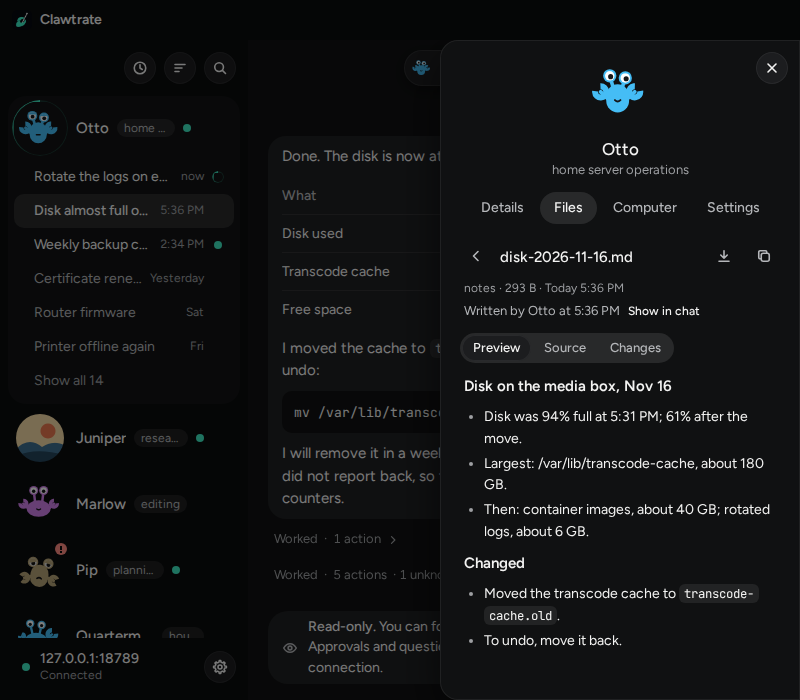 Clawtrate
Otto home ...
Rotate the logs on e... now
Disk almost full o... 5:36 PM
Weekly backup c... 2:34 PM
Certificate rene... Yesterday
Router firmware Sat
Printer offline again Fri
Show all 14
Juniper resea...
Marlow editing
Pip planni...
Quarterm hou
127.0.0.1:18789
Connected
Done. The disk is now at
What
Disk used
Transcode cache
Free space
I moved the cache to t
undo:
mv /var/lib/transco
I will remove it in a week
did not report back, so
counters.
Worked · 1 action
Worked · 5 actions · 1 unkno
Read-only. You can fo
Approvals and questi
connection.
Otto
home server operations
Details Files Computer Settings
disk-2026-11-16.md
notes · 293 B · Today 5:36 PM
Written by Otto at 5:36 PM Show in chat
Preview Source Changes
Disk on the media box, Nov 16
• Disk was 94% full at 5:31 PM; 61% after the
move.
• Largest: /var/lib/transcode-cache, about 180
GB.
• Then: container images, about 40 GB; rotated
logs, about 6 GB.
Changed
• Moved the transcode cache to transcode-
cache.old.
• To undo, move it back.